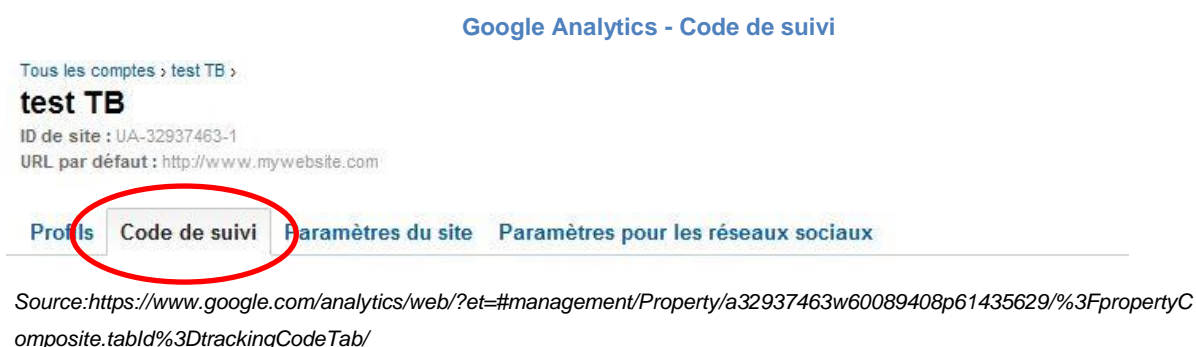 Google Analytics - Code de suivi
Tous les comptes › test TB ›
test TB
ID de site : UA-32937463-1
URL par défaut : http://www.mywebsite.com
Profils Code de suivi Paramètres du site Paramètres pour les réseaux sociaux
Source:https://www.google.com/analytics/web/?et=#management/Property/a32937463w60089408p61435629/%3FpropertyC
omposite.tabId%3DtrackingCodeTab/